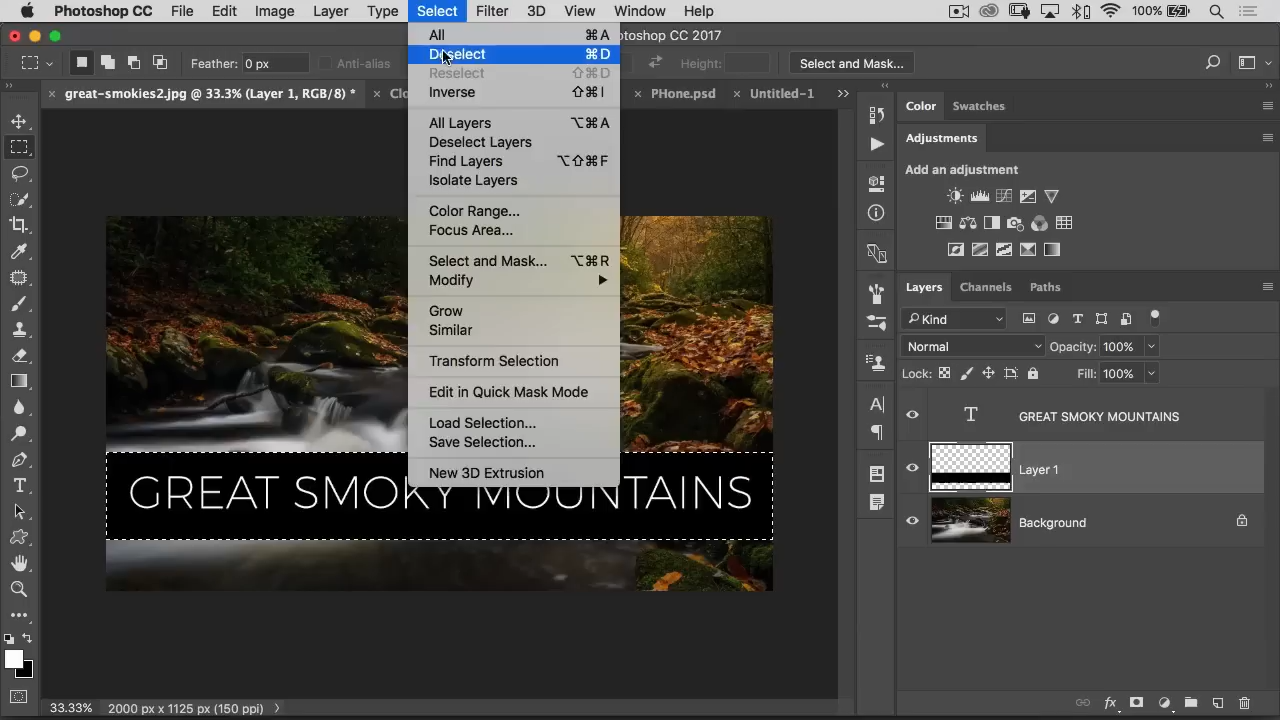 Photoshop CC File Edit Image Layer Type Select Filter 3D View Window Help 100%
otoshop CC 2017
Feather: 0 px Anti-alias Height: Select and Mask...
great-smokies2.jpg @ 33.3% (Layer 1, RGB/8) * Clo PHone.psd Untitled-1
All ⌘A
Deselect ⌘D
Reselect ⇧⌘D
Inverse ⇧⌘I
All Layers ⌥⌘A
Deselect Layers
Find Layers ⌥⇧⌘F
Isolate Layers
Color Range...
Focus Area...
Select and Mask... ⌥⌘R
Modify
Grow
Similar
Transform Selection
Edit in Quick Mask Mode
Load Selection...
Save Selection...
New 3D Extrusion
GREAT SMOKY MOUNTAINS
Color Swatches
Adjustments
Add an adjustment
Layers Channels Paths
Kind
Normal Opacity: 100%
Lock: Fill: 100%
GREAT SMOKY MOUNTAINS
Layer 1
Background
33.33% 2000 px x 1125 px (150 ppi)